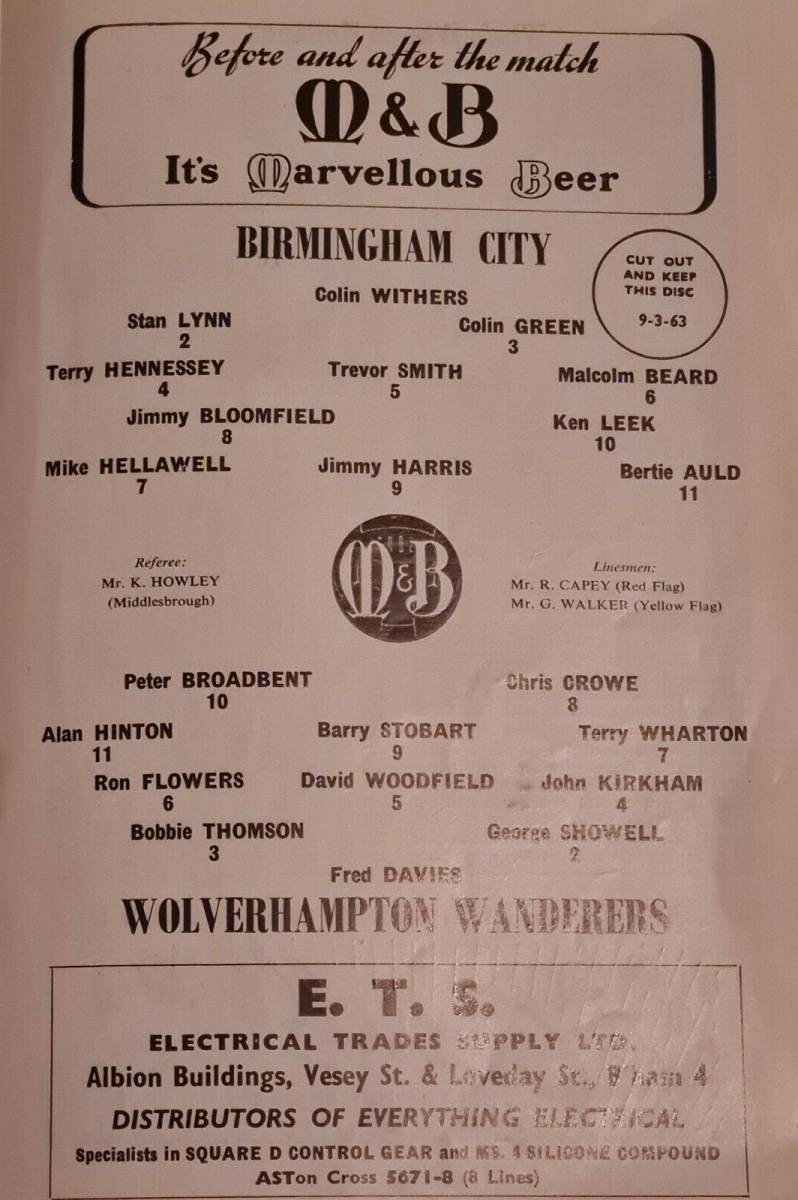 Before and after the match
M & B
It's Marvellous Beer
BIRMINGHAM CITY
CUT OUT
AND KEEP
THIS DISC
9-3-63
Colin WITHERS
Stan LYNN
2
Colin GREEN
3
Terry HENNESSEY
4
Trevor SMITH
5
Malcolm BEARD
6
Jimmy BLOOMFIELD
8
Ken LEEK
10
Mike HELLAWELL
7
Jimmy HARRIS
9
Bertie AULD
11
Referee:
Mr. K. HOWLEY
(Middlesbrough)
M & B
Linesmen:
Mr. R. CAPEY (Red Flag)
Mr. G. WALKER (Yellow Flag)
Peter BROADBENT
10
Chris CROWE
8
Alan HINTON
11
Barry STOBART
9
Terry WHARTON
7
Ron FLOWERS
6
David WOODFIELD
5
John KIRKHAM
4
Bobbie THOMSON
3
George SHOWELL
2
Fred DAVIES
WOLVERHAMPTON WANDERERS
E. T. S.
ELECTRICAL TRADES SUPPLY LTD.
Albion Buildings, Vesey St. & Loveday St., B'ham 4
DISTRIBUTORS OF EVERYTHING ELECTRICAL
Specialists in SQUARE D CONTROL GEAR and MS. 4 SILICONE COMPOUND
ASTon Cross 5671-8 (8 Lines)